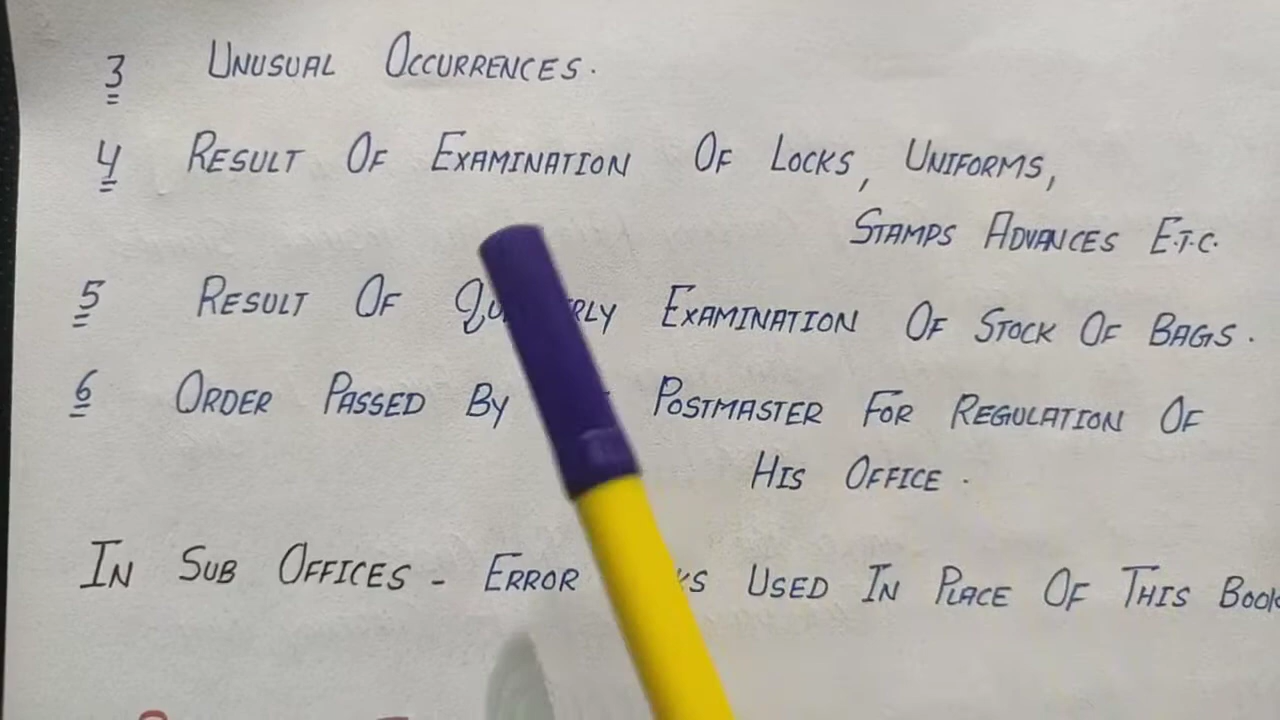 3 UNUSUAL OCCURRENCES.
4 RESULT OF EXAMINATION OF LOCKS, UNIFORMS,
STAMPS ADVANCES E.T.C.
5 RESULT OF EXAMINATION OF STOCK OF BAGS.
6 ORDER PASSED BY POSTMASTER FOR REGULATION OF
HIS OFFICE.
IN SUB OFFICES - ERROR USED IN PLACE OF THIS BOOK